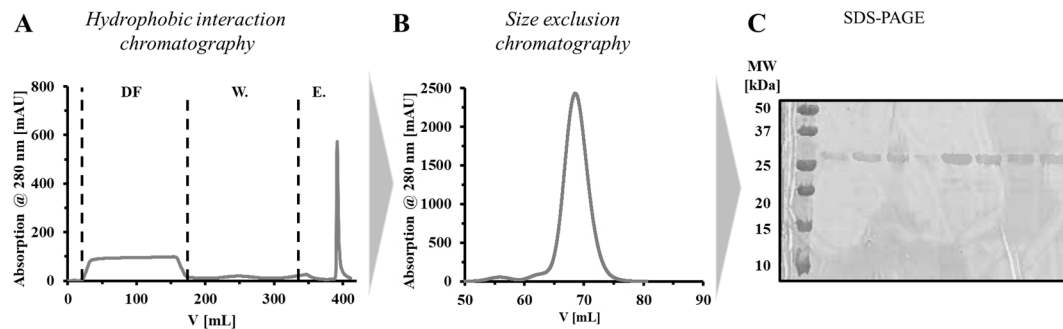 A
Hydrophobic interaction
chromatography
Absorption @ 280 nm [mAU]
800
600
400
200
0
DF
W.
E.
0
100
200
300
400
V [mL]
B
Size exclusion
chromatography
Absorption @ 280 nm [mAU]
2500
2000
1500
1000
500
0
50
60
70
80
90
V [mL]
C
SDS-PAGE
MW
[kDa]
50
37
25
20
15
10